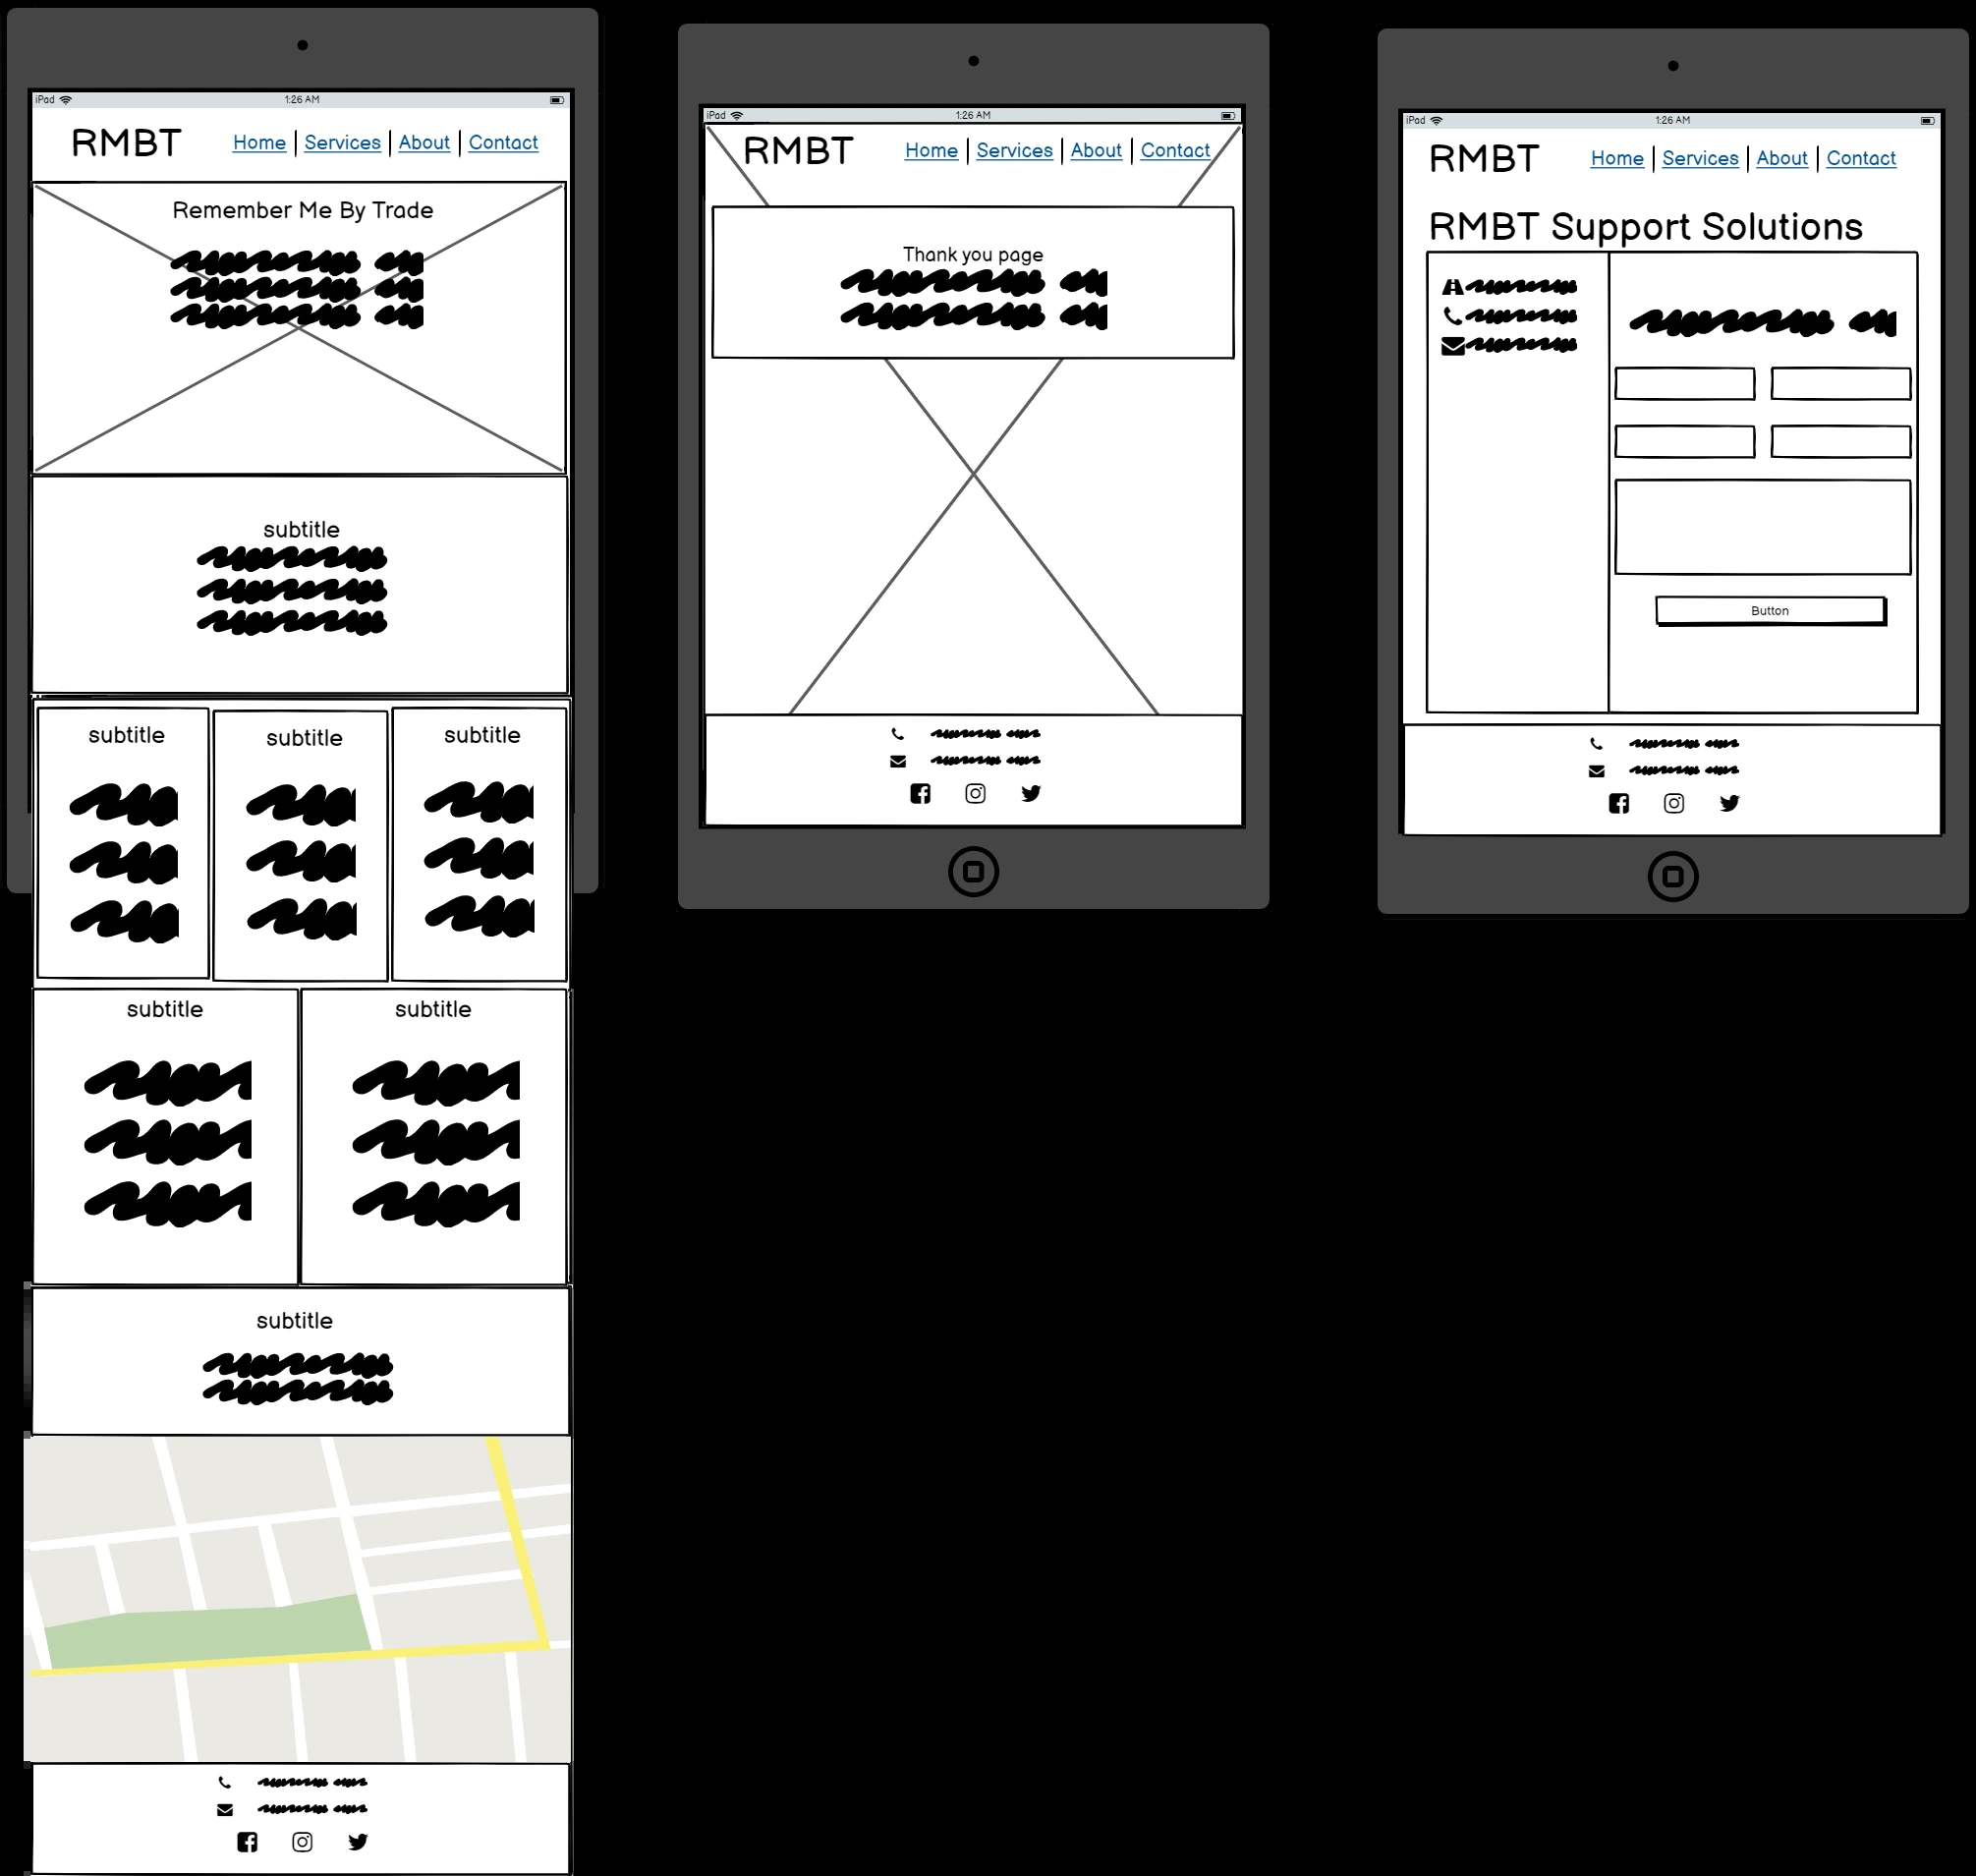 iPad 1:26 AM
RMBT Home Services About Contact
Remember Me By Trade
subtitle
subtitle subtitle subtitle
subtitle subtitle
subtitle
iPad 1:26 AM
RMBT Home Services About Contact
Thank you page
iPad 1:26 AM
RMBT Home Services About Contact
RMBT Support Solutions
Button